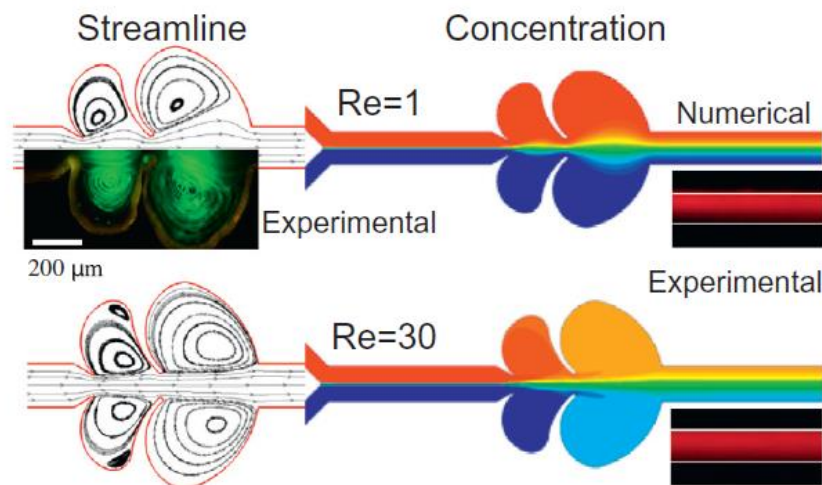 Streamline
Concentration
Re=1
Numerical
Experimental
200 μm
Experimental
Re=30